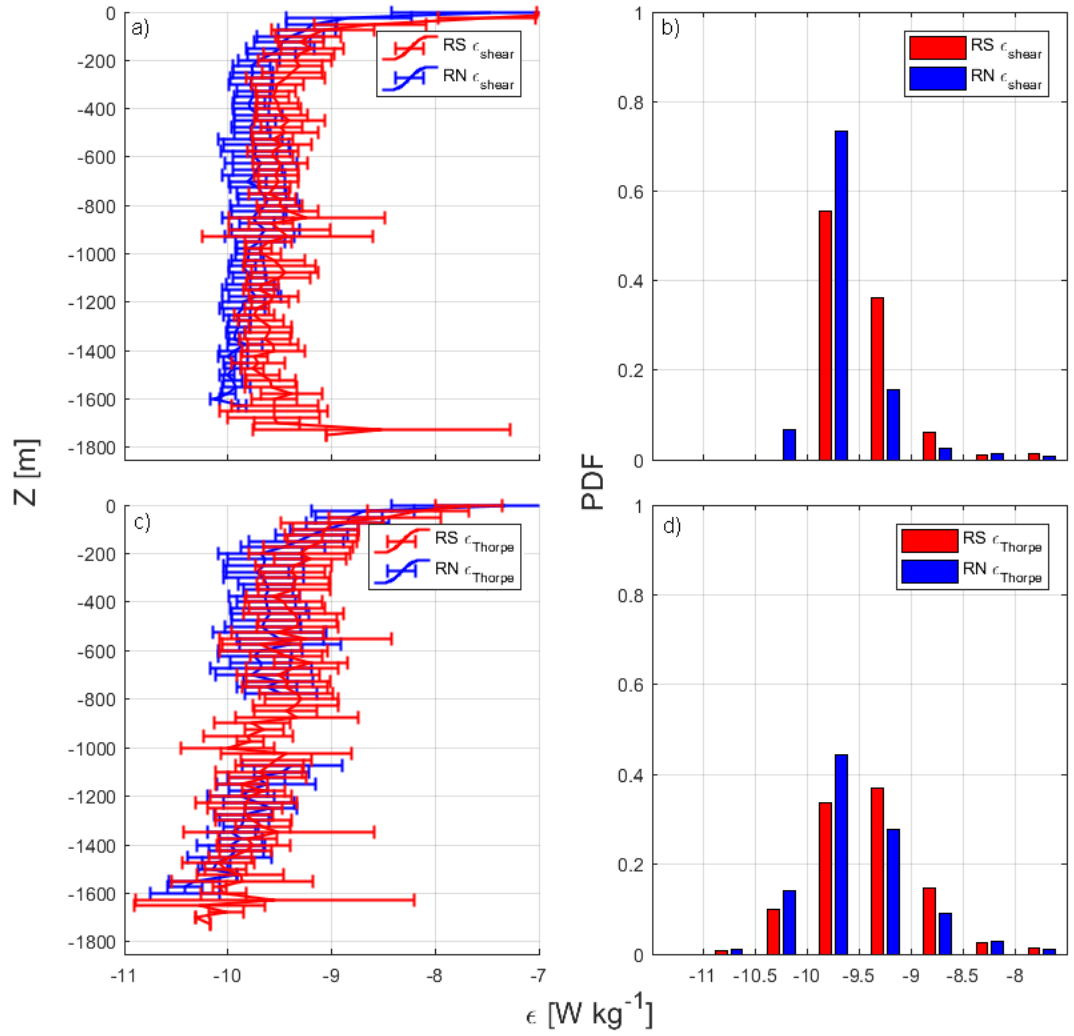 a)
RS ϵshear
RN ϵshear
0
-200
-400
-600
-800
-1000
-1200
-1400
-1600
-1800
b)
RS ϵshear
RN ϵshear
1
0.8
0.6
0.4
0.2
0
Z [m]
PDF
c)
RS ϵThorpe
RN ϵThorpe
0
-200
-400
-600
-800
-1000
-1200
-1400
-1600
-1800
-11 -10 -9 -8 -7
d)
RS ϵThorpe
RN ϵThorpe
1
0.8
0.6
0.4
0.2
0
-11 -10.5 -10 -9.5 -9 -8.5 -8
ϵ [W kg⁻¹]